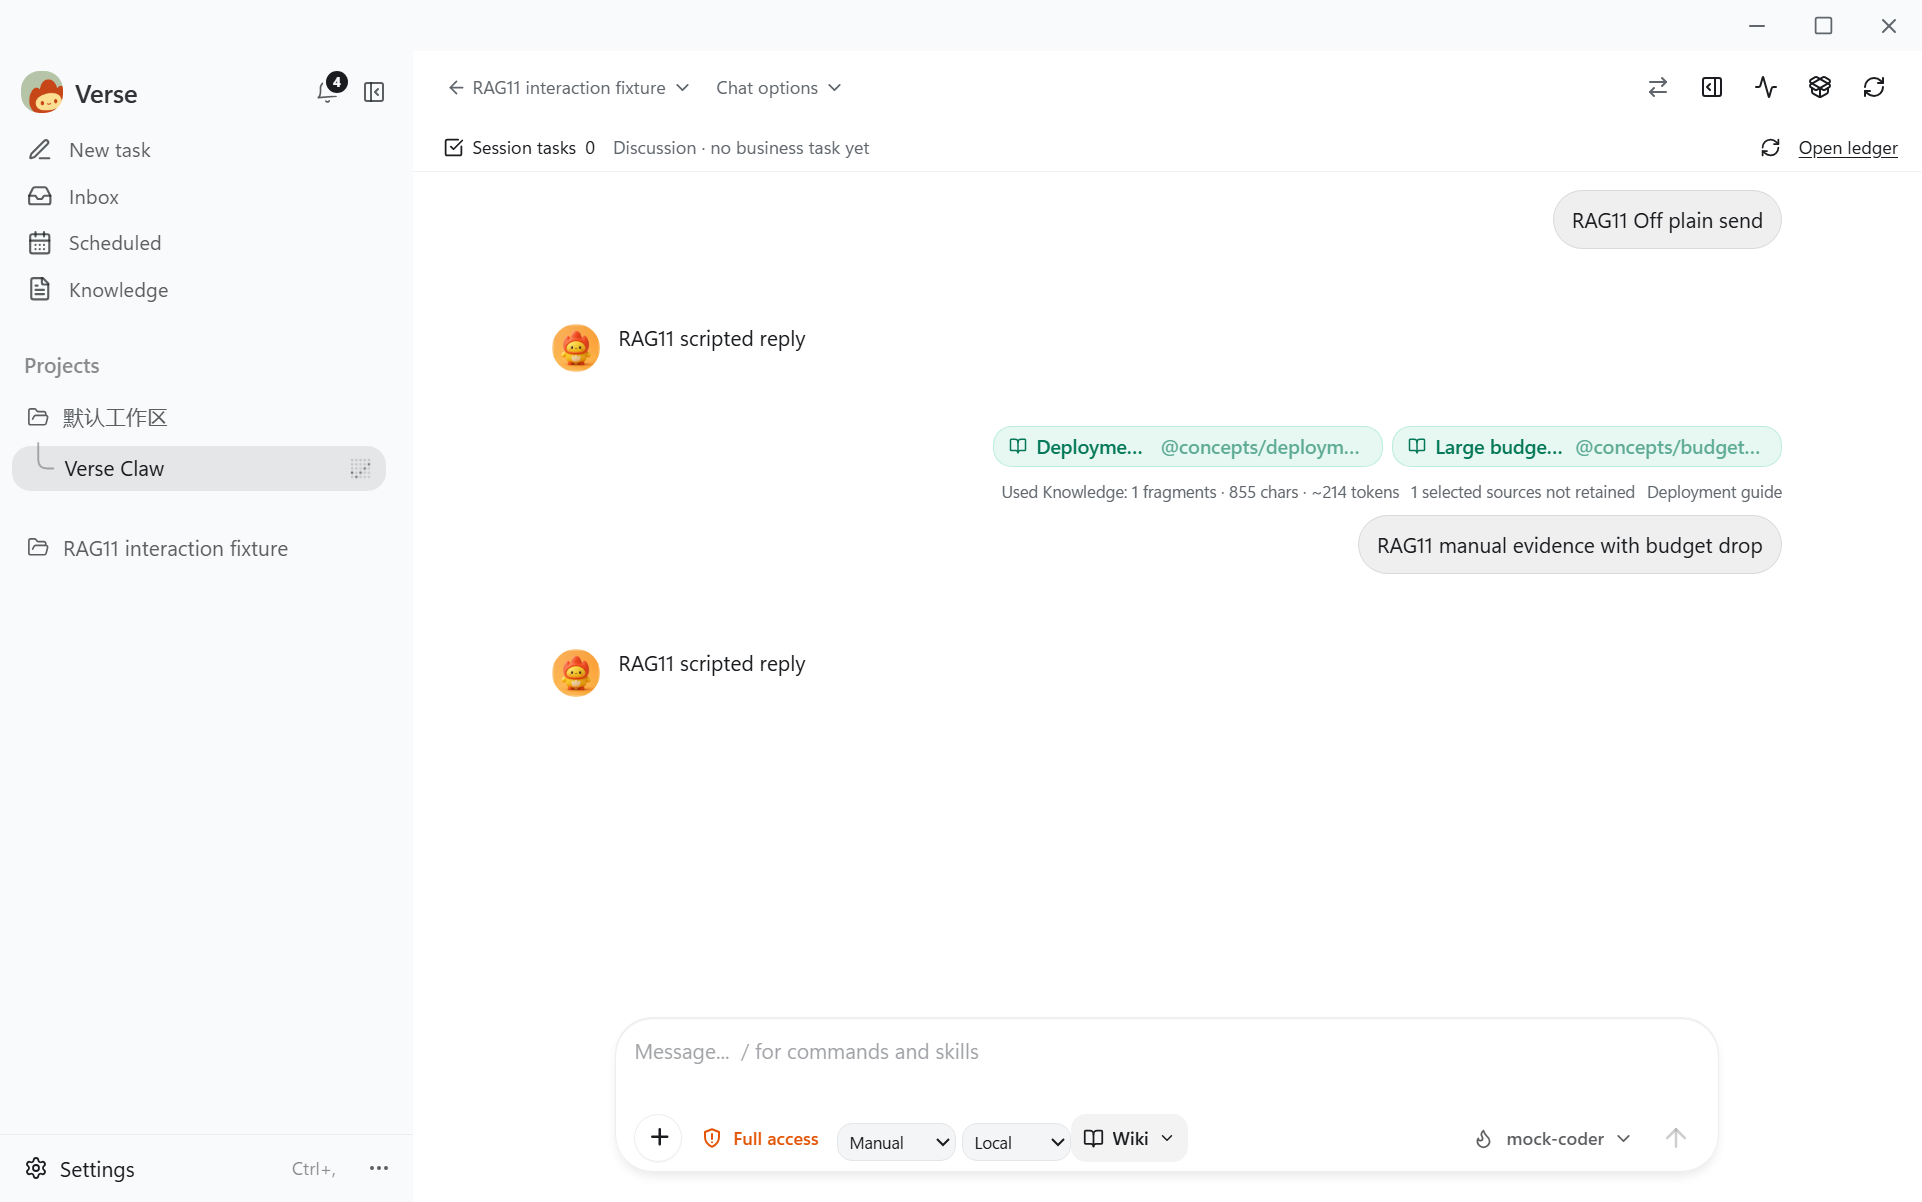 Verse
4
New task
Inbox
Scheduled
Knowledge
Projects
默认工作区
Verse Claw
RAG11 interaction fixture
Settings
Ctrl+,
RAG11 interaction fixture
Chat options
Session tasks 0
Discussion · no business task yet
Open ledger
RAG11 Off plain send
RAG11 scripted reply
Deployme... @concepts/deploym...
Large budge... @concepts/budget...
Used Knowledge: 1 fragments · 855 chars · ~214 tokens 1 selected sources not retained Deployment guide
RAG11 manual evidence with budget drop
RAG11 scripted reply
Message... / for commands and skills
Full access
Manual
Local
Wiki
mock-coder